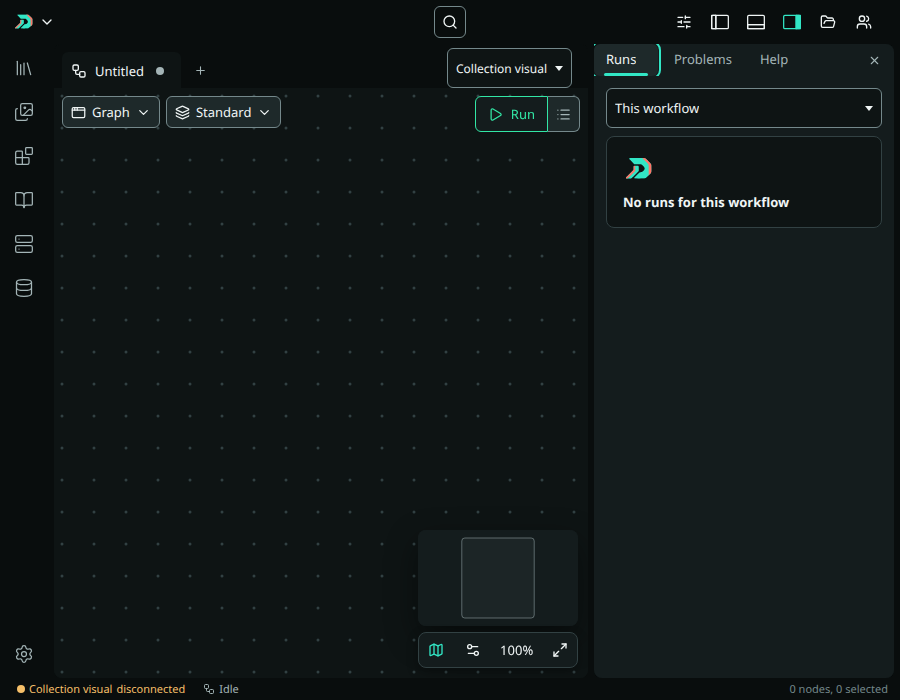 Untitled
Collection visual
Runs
Problems
Help
Graph
Standard
Run
This workflow
No runs for this workflow
100%
Collection visual disconnected
Idle
0 nodes, 0 selected